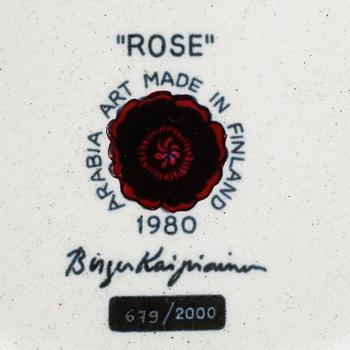 "ROSE"
ARABIA ART MADE IN FINLAND
1980
Birger Kaipiainen
679/2000